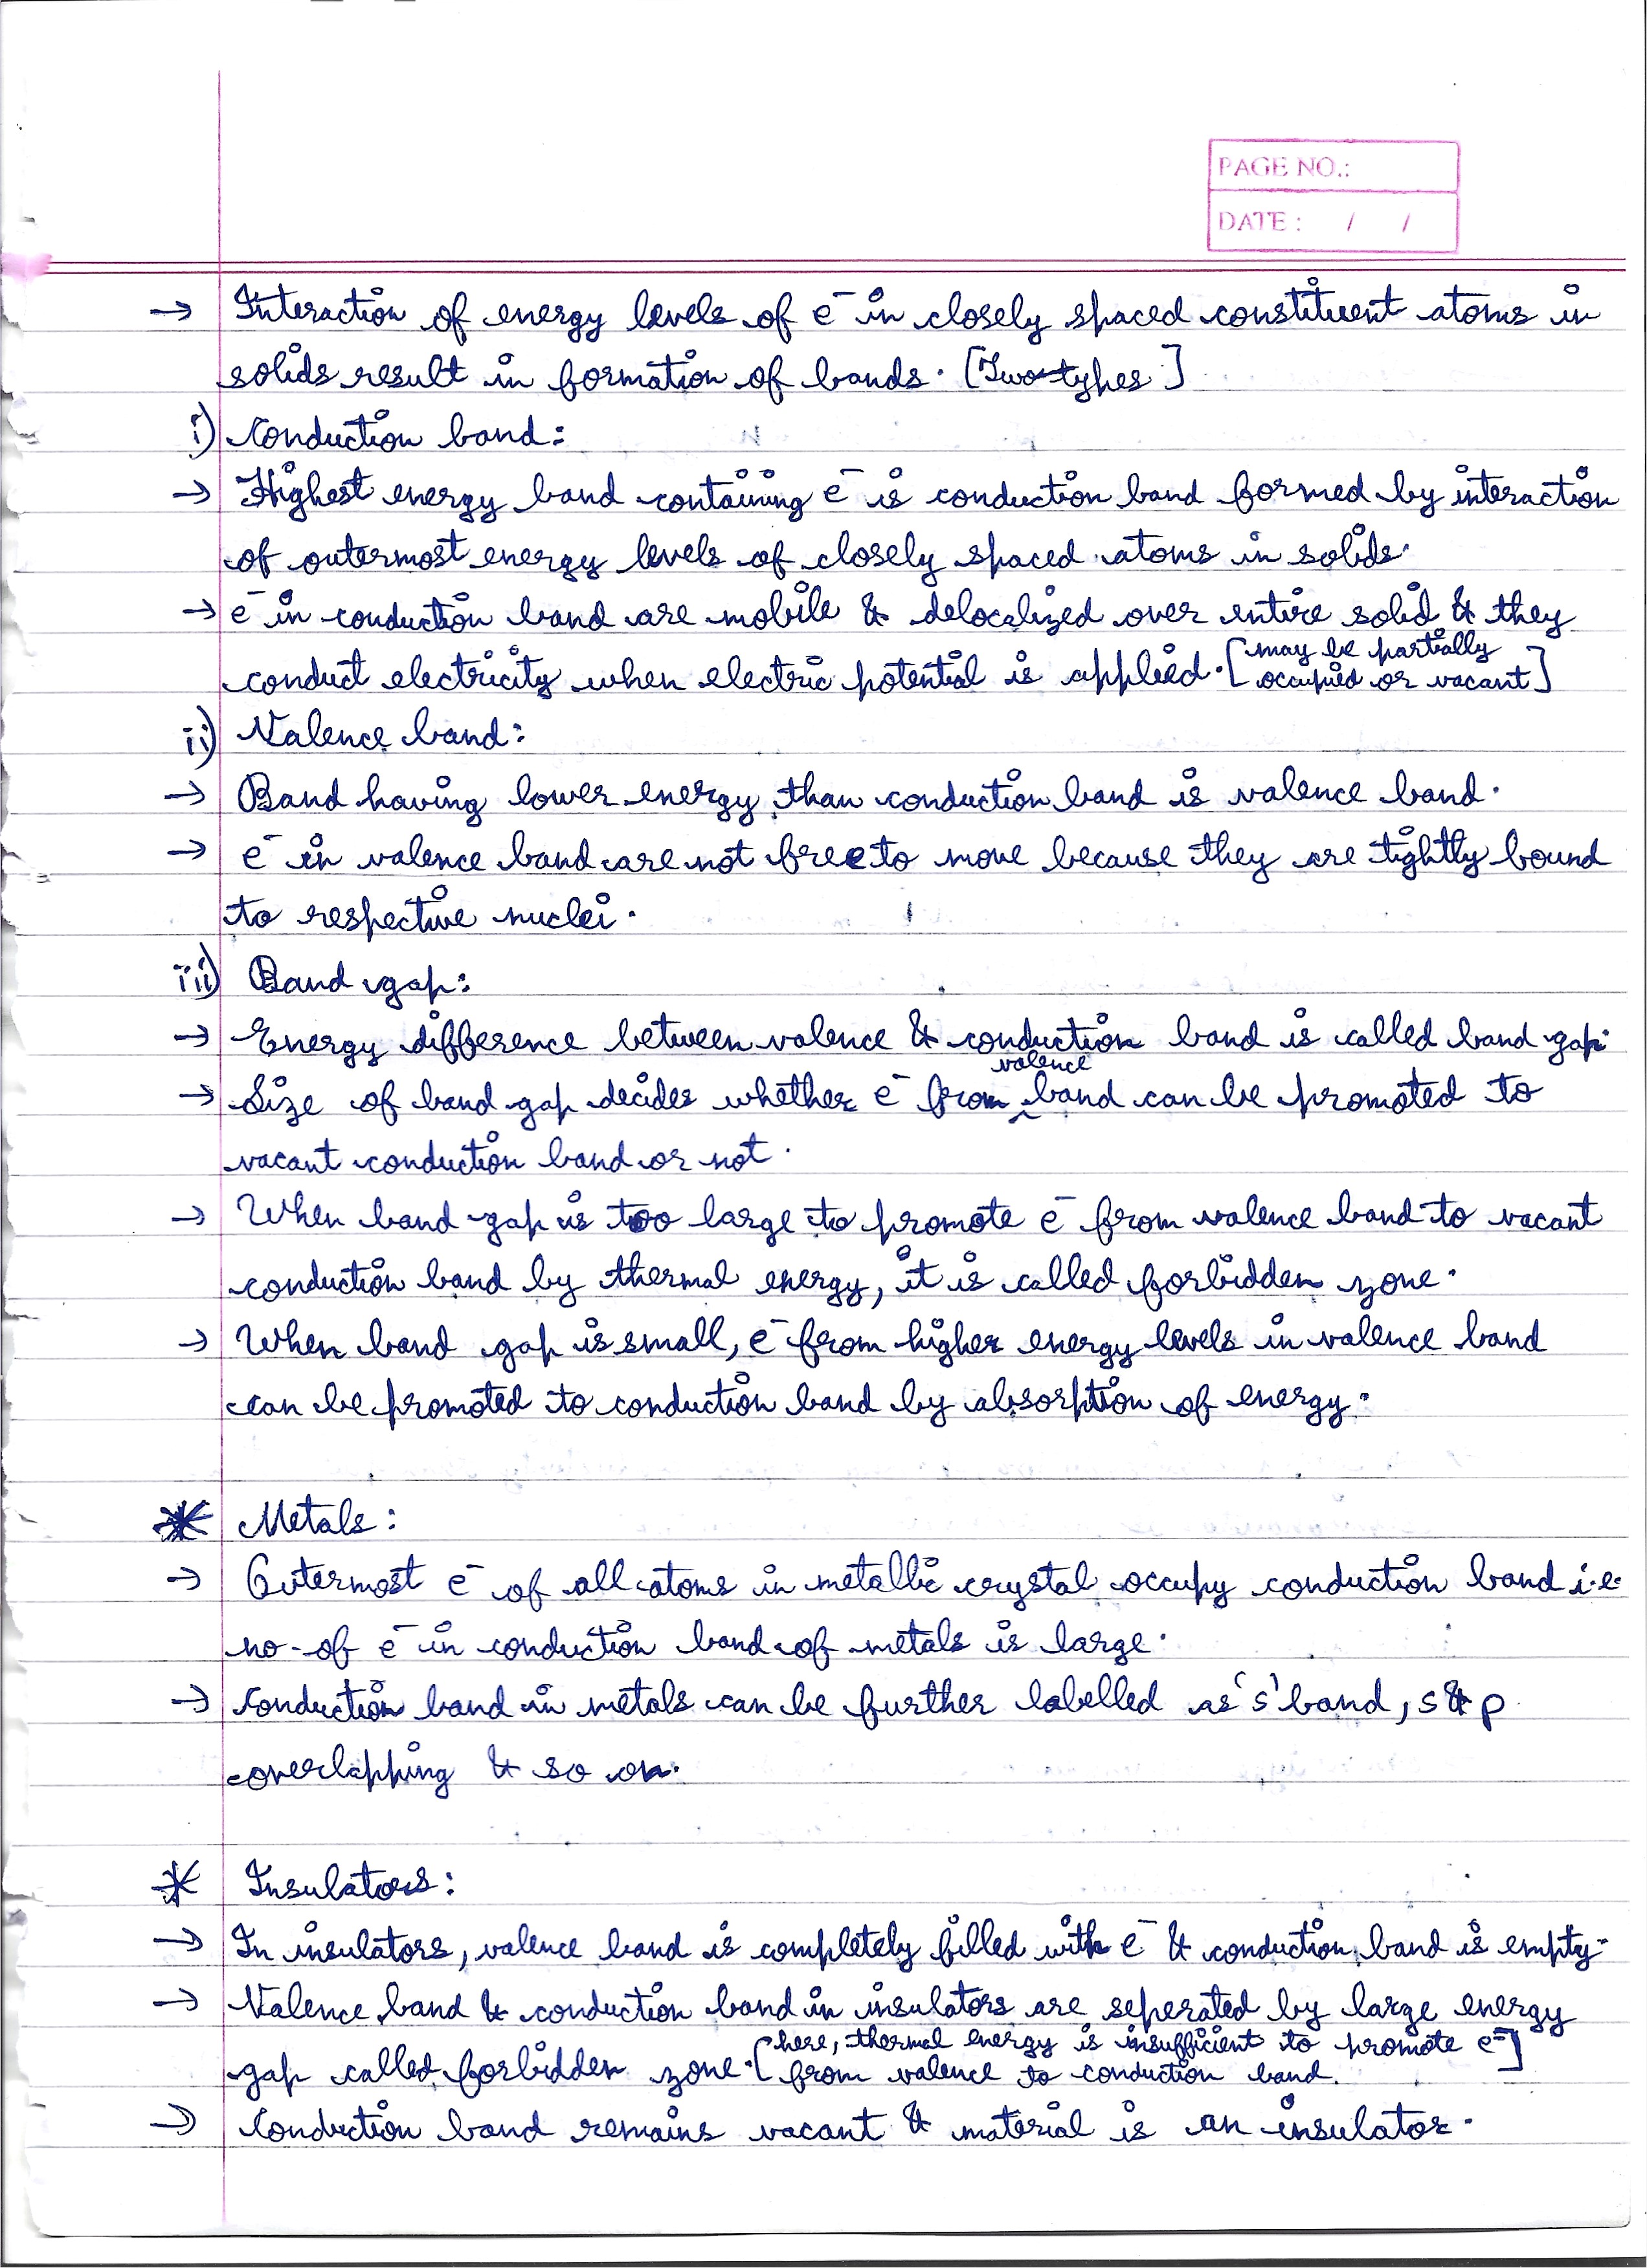 PAGE NO.:
DATE : / /
→ Interaction of energy levels of e⁻ in closely spaced constituent atoms in
solids result in formation of bands. [Two types]
i) Conduction band:
→ Highest energy band containing e⁻ is conduction band formed by interaction
of outermost energy levels of closely spaced atoms in solids.
→ e⁻ in conduction band are mobile & delocalized over entire solid & they
conduct electricity when electric potential is applied. [may be partially
occupied or vacant]
ii) Valence band:
→ Band having lower energy than conduction band is valence band.
→ e⁻ in valence band are not free to move because they are tightly bound
to respective nuclei.
iii) Band gap:
→ Energy difference between valence & conduction band is called band gap.
→ Size of band gap decides whether e⁻ from valence band can be promoted to
vacant conduction band or not.
→ When band gap is too large to promote e⁻ from valence band to vacant
conduction band by thermal energy, it is called forbidden zone.
→ When band gap is small, e⁻ from higher energy levels in valence band
can be promoted to conduction band by absorption of energy.
* Metals:
→ Outermost e⁻ of all atoms in metallic crystal occupy conduction band i.e.
no. of e⁻ in conduction band of metals is large.
→ Conduction band in metals can be further labelled as 's' band, s & p
overlapping & so on.
* Insulators:
→ In insulators, valence band is completely filled with e⁻ & conduction band is empty.
→ Valence band & conduction band in insulators are seperated by large energy
gap called forbidden zone. [here, thermal energy is insufficient to promote e⁻
from valence to conduction band.]
→ Conduction band remains vacant & material is an insulator.